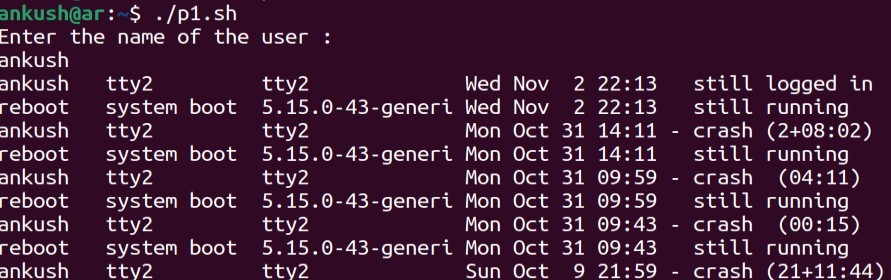 ankush@ar:~$ ./p1.sh
Enter the name of the user :
ankush
ankush   tty2         tty2             Wed Nov  2 22:13   still logged in
reboot   system boot  5.15.0-43-generi Wed Nov  2 22:13   still running
ankush   tty2         tty2             Mon Oct 31 14:11 - crash (2+08:02)
reboot   system boot  5.15.0-43-generi Mon Oct 31 14:11   still running
ankush   tty2         tty2             Mon Oct 31 09:59 - crash  (04:11)
reboot   system boot  5.15.0-43-generi Mon Oct 31 09:59   still running
ankush   tty2         tty2             Mon Oct 31 09:43 - crash  (00:15)
reboot   system boot  5.15.0-43-generi Mon Oct 31 09:43   still running
ankush   tty2         tty2             Sun Oct  9 21:59 - crash (21+11:44)